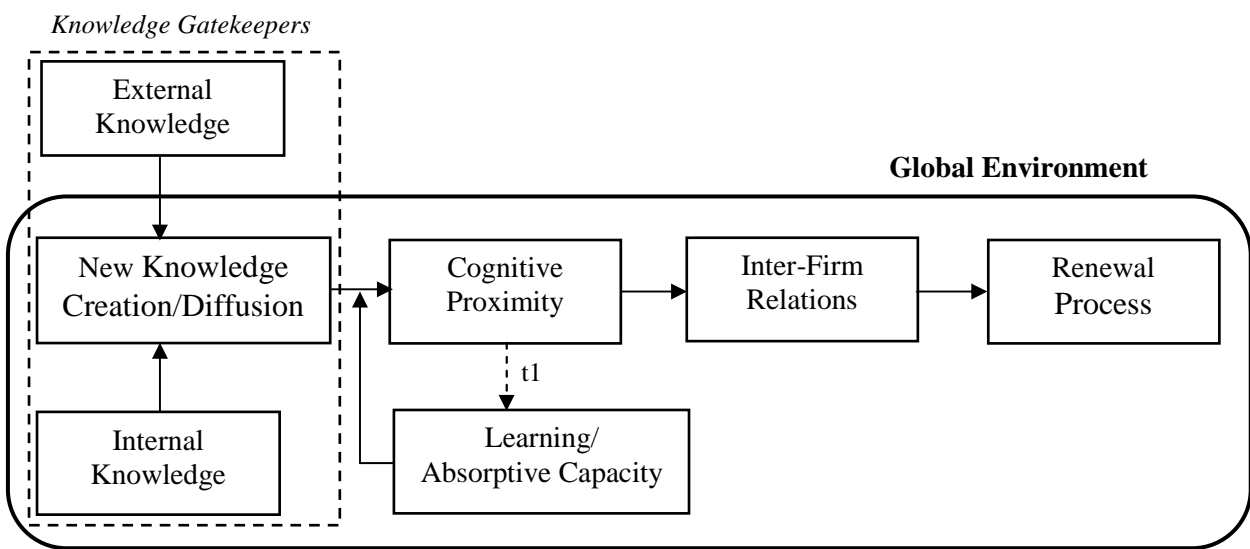 Knowledge Gatekeepers
External
Knowledge
Global Environment
New Knowledge
Creation/Diffusion
Cognitive
Proximity
Inter-Firm
Relations
Renewal
Process
t1
Internal
Knowledge
Learning/
Absorptive Capacity